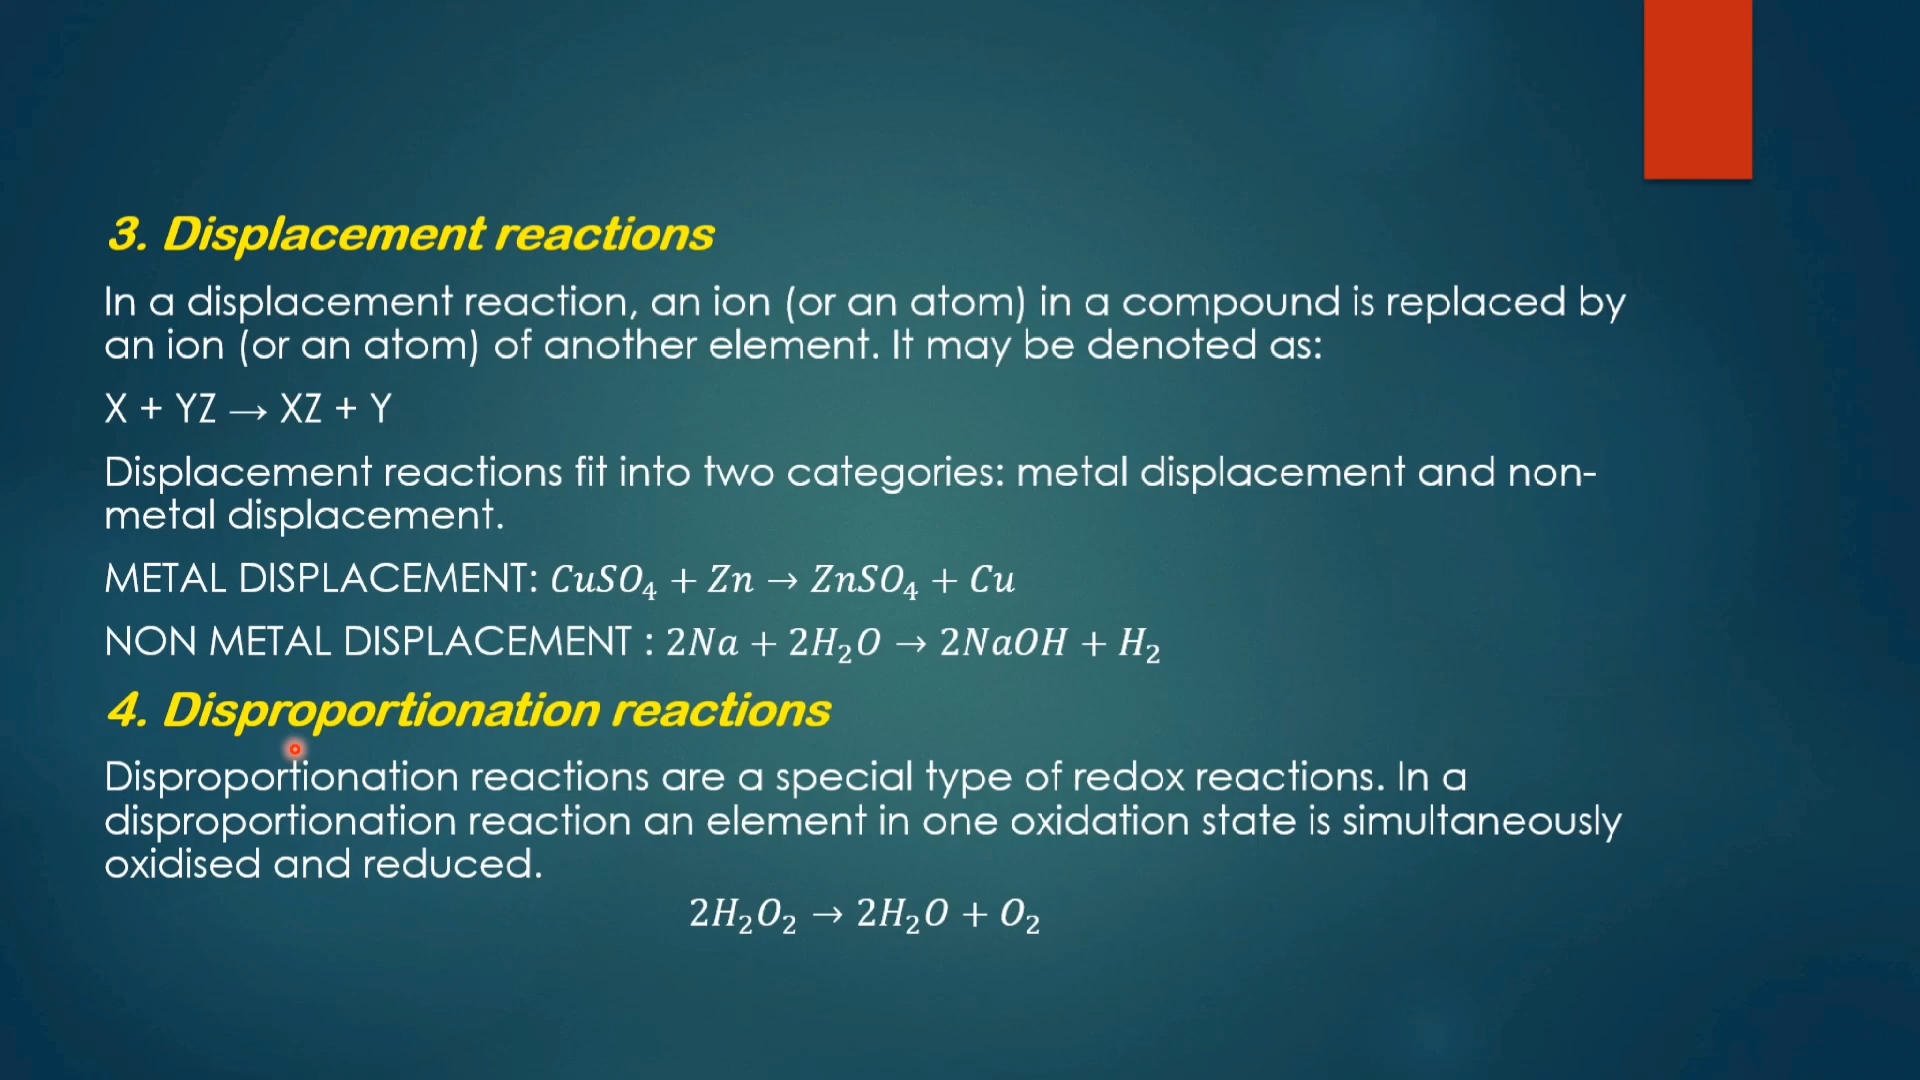 3. Displacement reactions
In a displacement reaction, an ion (or an atom) in a compound is replaced by
an ion (or an atom) of another element. It may be denoted as:
X + YZ → XZ + Y
Displacement reactions fit into two categories: metal displacement and non-
metal displacement.
METAL DISPLACEMENT: CuSO₄ + Zn → ZnSO₄ + Cu
NON METAL DISPLACEMENT : 2Na + 2H₂O → 2NaOH + H₂
4. Disproportionation reactions
Disproportionation reactions are a special type of redox reactions. In a
disproportionation reaction an element in one oxidation state is simultaneously
oxidised and reduced.
2H₂O₂ → 2H₂O + O₂